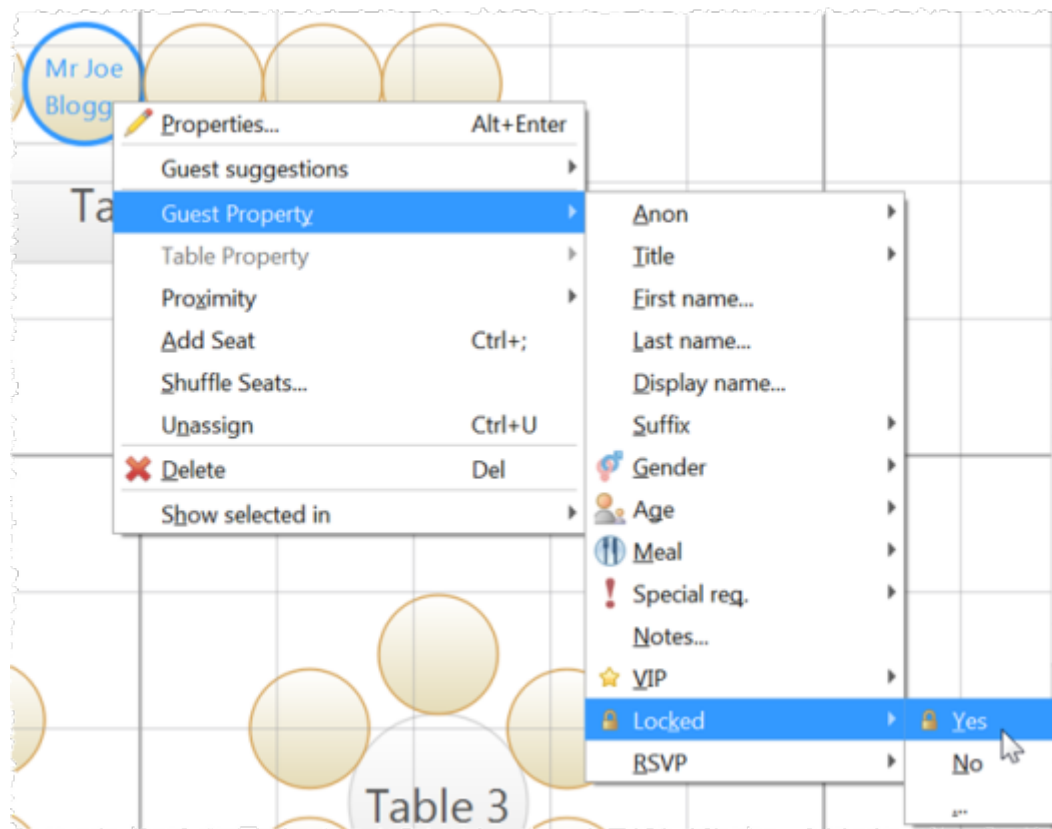 Mr Joe
Blogg
Ta
Properties... Alt+Enter
Guest suggestions
Guest Property
Table Property
Proximity
Add Seat Ctrl+;
Shuffle Seats...
Unassign Ctrl+U
Delete Del
Show selected in
Anon
Title
First name...
Last name...
Display name...
Suffix
Gender
Age
Meal
Special req.
Notes...
VIP
Locked
RSVP
Yes
No
...
Table 3